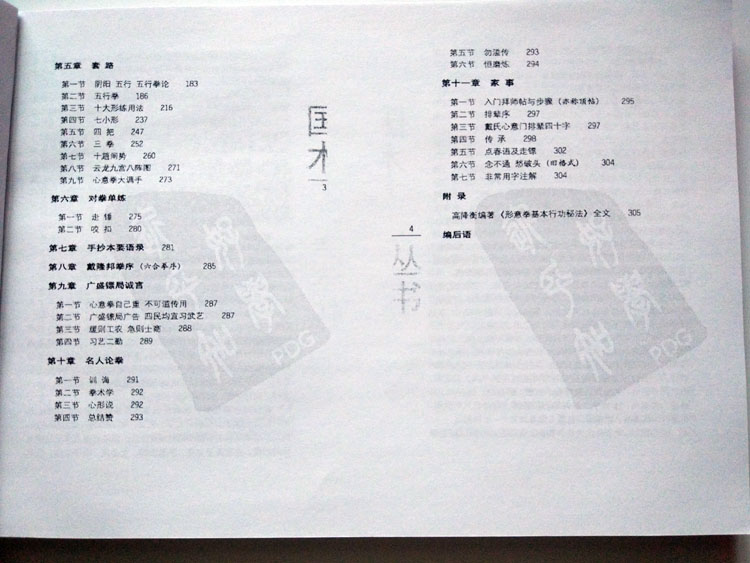 第五章 套 路
第一节 阴阳 五行 五行拳论 183
第二节 五行拳 186
第三节 十大形练用法 216
第四节 七小形 237
第五节 四 把 247
第六节 三 拳 252
第七节 十趟闸势 260
第八节 云龙九宫八阵图 271
第九节 心意拳大调手 273
第六章 对拳单练
第一节 走 锤 275
第二节 咬 扣 280
第七章 手抄本要语录 281
第八章 戴隆邦拳序（六合拳序） 285
第九章 广盛镖局诚言
第一节 心意拳自己重 不可滥传用 287
第二节 广盛镖局广告 四民均宜习武艺 287
第三节 缓则工农 急则士商 288
第四节 习艺二勤 289
第十章 名人论拳
第一节 训 诲 291
第二节 拳术学 292
第三节 心形说 292
第四节 总结赞 293
国术
3
第五节 勿滥传 293
第六节 恒磨炼 294
第十一章 家 事
第一节 入门拜师帖与步骤（亦称顶帖） 295
第二节 排辈序 297
第三节 戴氏心意门排辈四十字 297
第四节 传 承 298
第五节 点春语及走镖 302
第六节 念不通 愁破头（旧格式） 304
第七节 非常用字注解 304
附 录
高降衡编著《形意拳基本行功秘法》全文 305
编后语
4
丛书
PDG
PDG